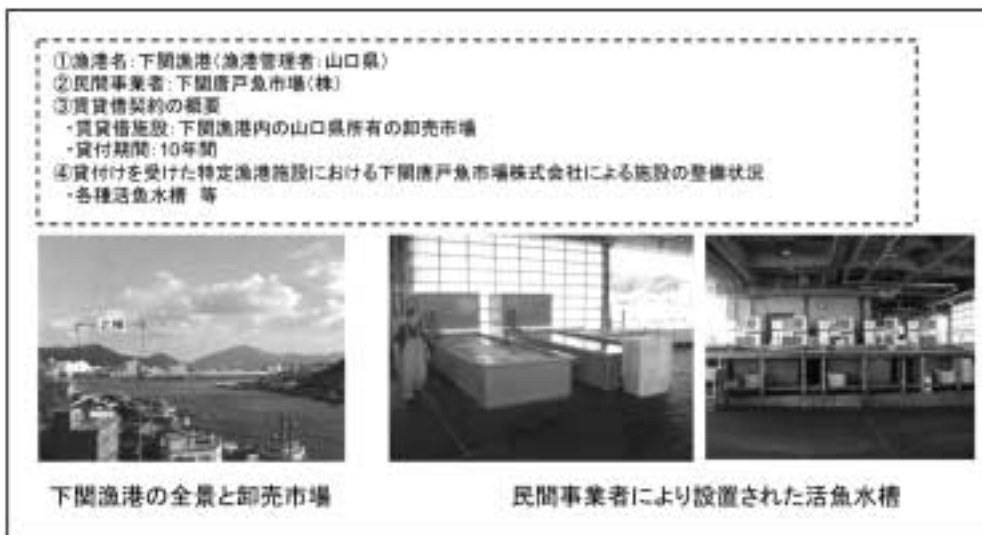 ①漁港名:下関漁港(漁港管理者:山口県)
②民間事業者:下関唐戸魚市場(株)
③賃貸借契約の概要
・賃貸借施設:下関漁港内の山口県所有の卸売市場
・貸付期間:10年間
④貸付けを受けた特定漁港施設における下関唐戸魚市場株式会社による施設の整備状況
・各種活魚水槽 等
下関漁港の全景と卸売市場
民間事業者により設置された活魚水槽